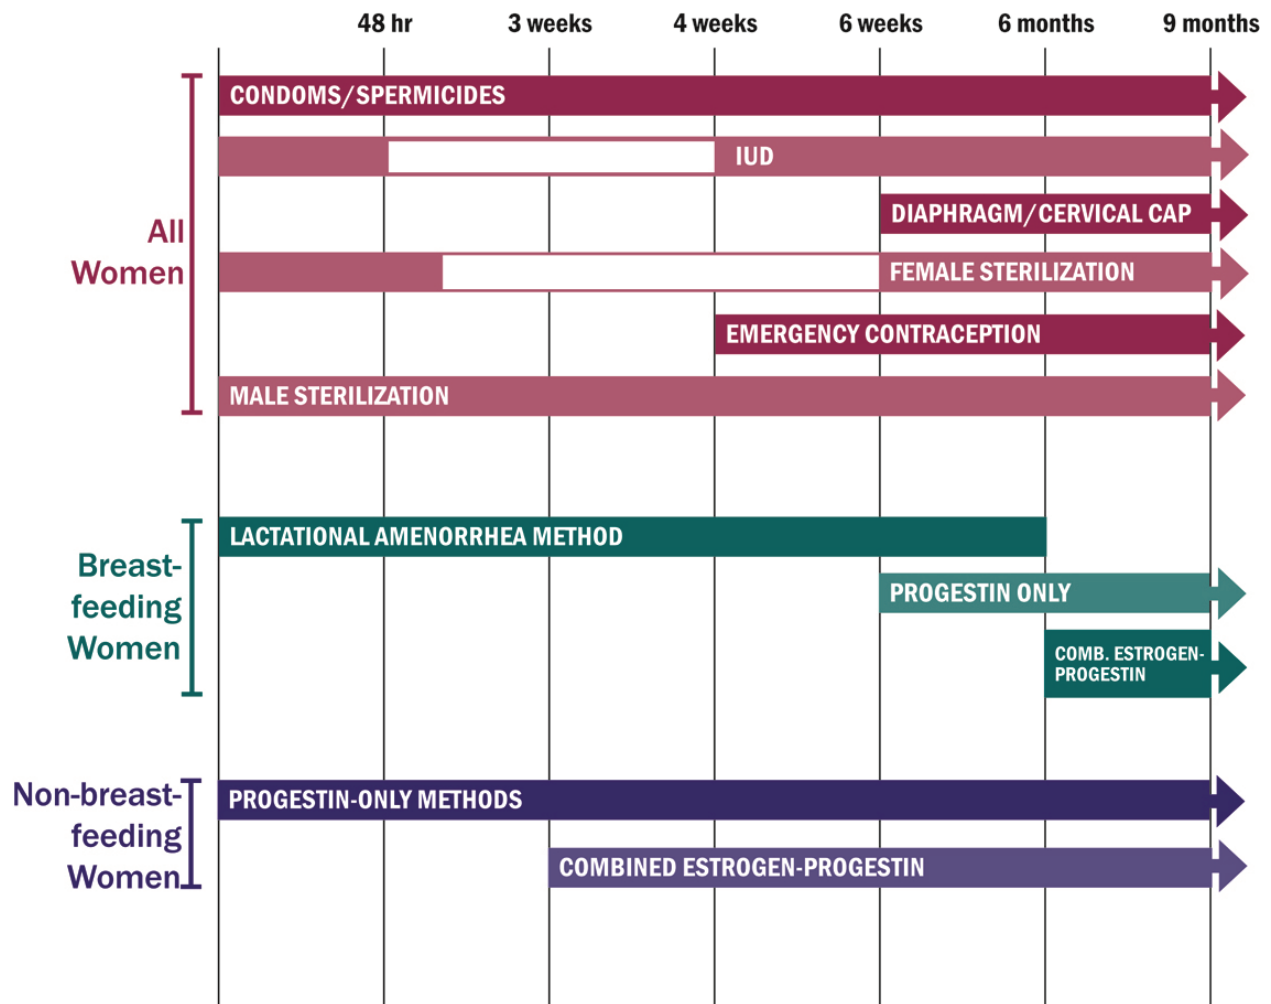 48 hr 3 weeks 4 weeks 6 weeks 6 months 9 months
CONDOMS/SPERMICIDES
IUD
DIAPHRAGM/CERVICAL CAP
All
Women
FEMALE STERILIZATION
EMERGENCY CONTRACEPTION
MALE STERILIZATION
LACTATIONAL AMENORRHEA METHOD
Breast-
feeding
Women
PROGESTIN ONLY
COMB. ESTROGEN-
PROGESTIN
Non-breast-
feeding
Women
PROGESTIN-ONLY METHODS
COMBINED ESTROGEN-PROGESTIN